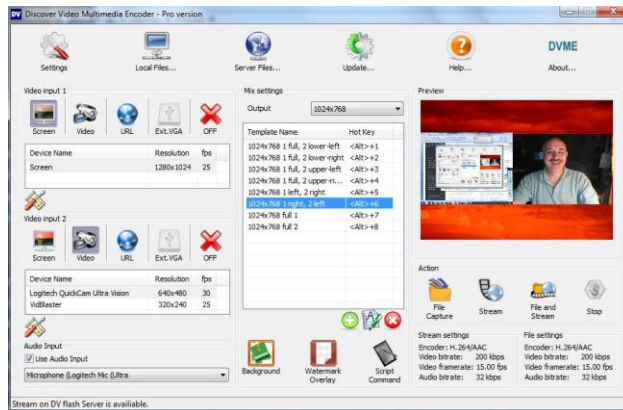 Discover Video Multimedia Encoder - Pro version
Settings
Local Files...
Server Files...
Update...
Help...
DVME
About...
Video input 1
Screen
Video
URL
Ext.VGA
OFF
Device Name Resolution fps
Screen 1280x1024 25
Video input 2
Screen
Video
URL
Ext.VGA
OFF
Device Name Resolution fps
Logitech QuickCam Ultra Vision 640x480 30
VidBlaster 320x240 25
Audio Input
Use Audio Input
Microphone (Logitech Mic (Ultra
Mix settings
Output 1024x768
Template Name Hot Key
1024x768 1 full, 2 lower-left <Alt>+1
1024x768 1 full, 2 lower-right <Alt>+2
1024x768 1 full, 2 upper-left <Alt>+3
1024x768 1 full, 2 upper-ri... <Alt>+4
1024x768 1 left, 2 right <Alt>+5
1024x768 1 right, 2 left <Alt>+6
1024x768 full 1 <Alt>+7
1024x768 full 2 <Alt>+8
Background
Watermark
Overlay
Script
Command
Preview
Action
File
Capture
Stream
File and
Stream
Stop
Stream settings
Encoder: H.264/AAC
Video bitrate: 200 kbps
Video framerate: 15.00 fps
Audio bitrate: 32 kbps
File settings
Encoder: H.264/AAC
Video bitrate: 200 kbps
Video framerate: 15.00 fps
Audio bitrate: 32 kbps
Stream on DV flash Server is availiable.